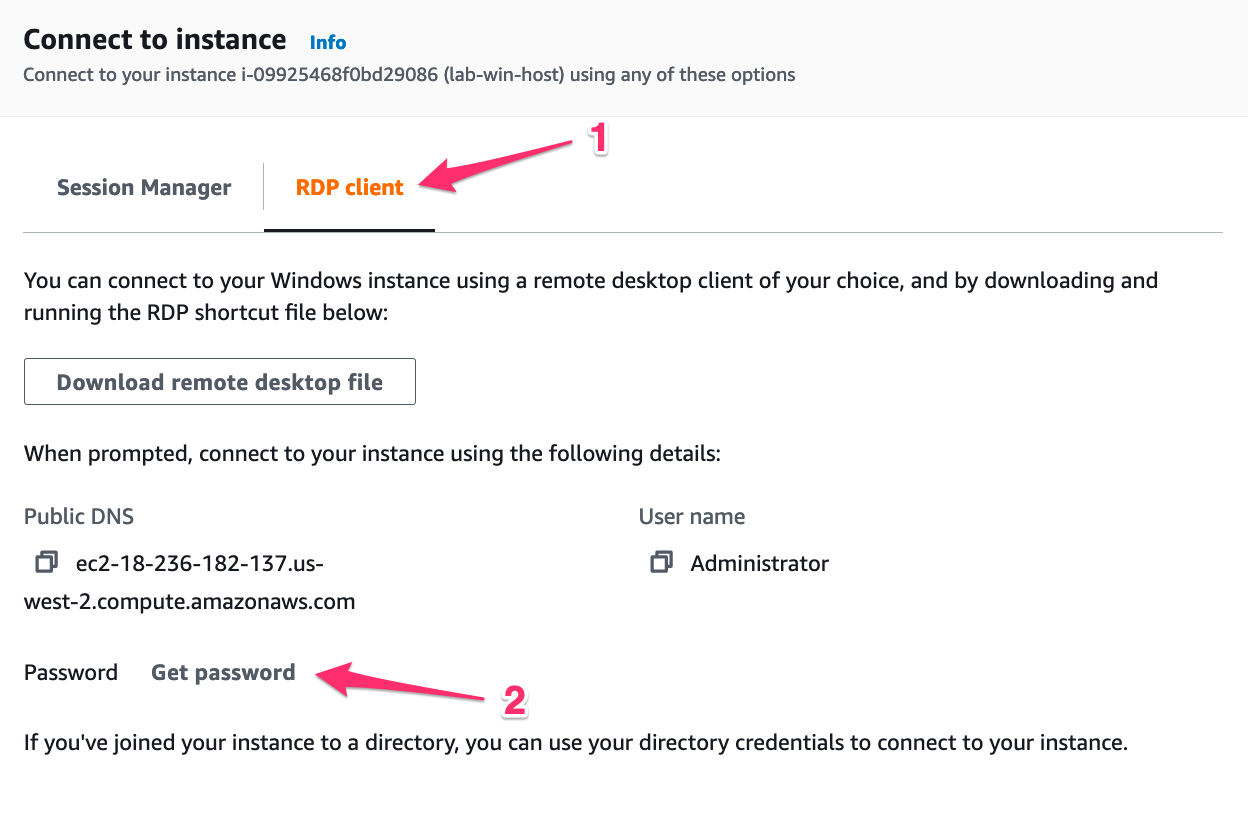 Connect to instance Info
Connect to your instance i-09925468f0bd29086 (lab-win-host) using any of these options
1
Session Manager
RDP client
You can connect to your Windows instance using a remote desktop client of your choice, and by downloading and
running the RDP shortcut file below:
Download remote desktop file
When prompted, connect to your instance using the following details:
Public DNS
ec2-18-236-182-137.us-
west-2.compute.amazonaws.com
User name
Administrator
Password Get password
2
If you've joined your instance to a directory, you can use your directory credentials to connect to your instance.